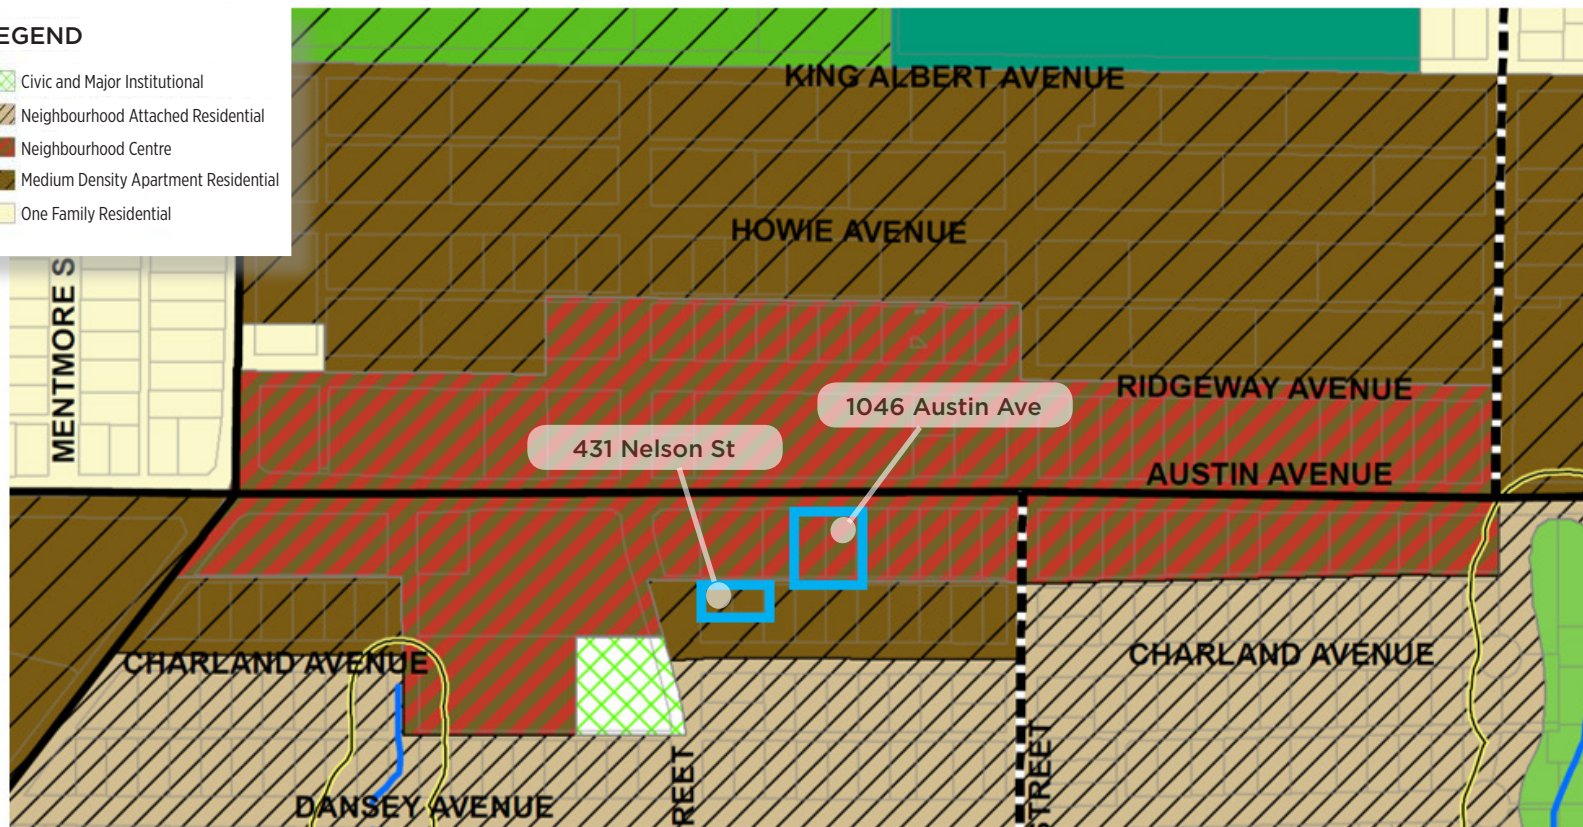 EGEND
Civic and Major Institutional
Neighbourhood Attached Residential
Neighbourhood Centre
Medium Density Apartment Residential
One Family Residential
KING ALBERT AVENUE
HOWIE AVENUE
MENTMORE S
RIDGEWAY AVENUE
1046 Austin Ave
431 Nelson St
AUSTIN AVENUE
CHARLAND AVENUE
CHARLAND AVENUE
DANSEY AVENUE
REET
STREET